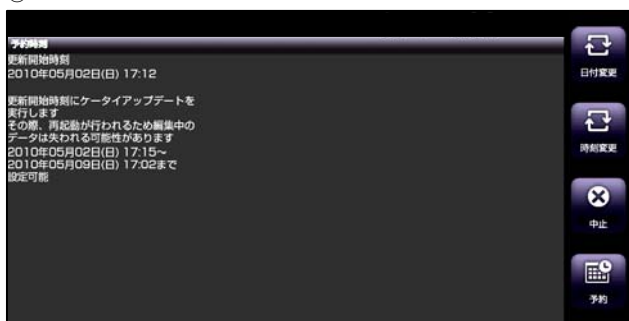 予約時刻
更新開始時刻
2010年05月02日(日) 17:12
更新開始時刻にケータイアップデートを
実行します
その際、再起動が行われるため編集中の
データは失われる可能性があります
2010年05月02日(日) 17:15～
2010年05月09日(日) 17:02まで
設定可能
日付変更
時刻変更
中止
予約